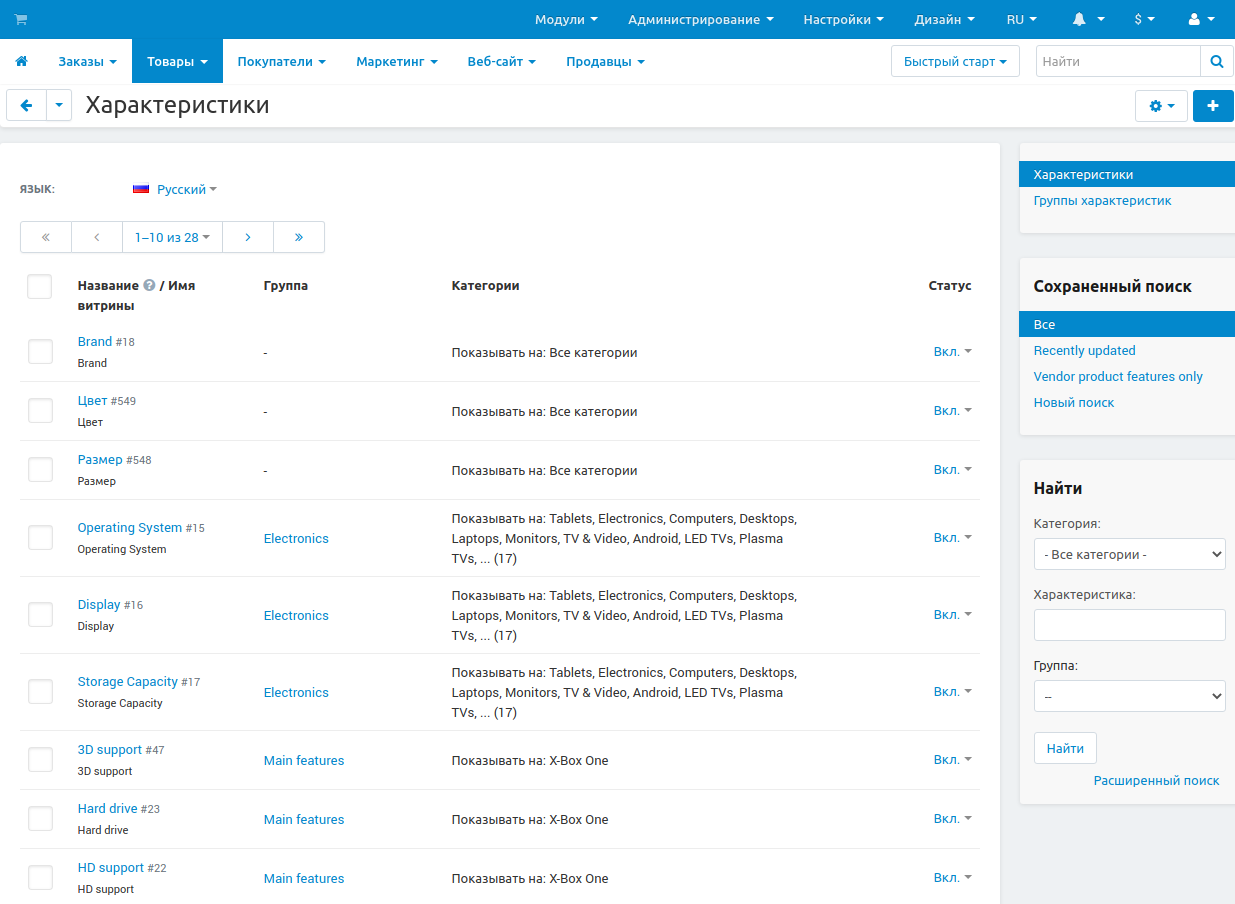 Модули Администрирование Настройки Дизайн RU $
Заказы Товары Покупатели Маркетинг Веб-сайт Продавцы Быстрый старт Найти
Характеристики
ЯЗЫК: Русский
« ‹ 1–10 из 28 › »
Название ? / Имя витрины Группа Категории Статус
Brand #18
Brand
-
Показывать на: Все категории
Вкл.
Цвет #549
Цвет
-
Показывать на: Все категории
Вкл.
Размер #548
Размер
-
Показывать на: Все категории
Вкл.
Operating System #15
Operating System
Electronics
Показывать на: Tablets, Electronics, Computers, Desktops,
Laptops, Monitors, TV & Video, Android, LED TVs, Plasma
TVs, ... (17)
Вкл.
Display #16
Display
Electronics
Показывать на: Tablets, Electronics, Computers, Desktops,
Laptops, Monitors, TV & Video, Android, LED TVs, Plasma
TVs, ... (17)
Вкл.
Storage Capacity #17
Storage Capacity
Electronics
Показывать на: Tablets, Electronics, Computers, Desktops,
Laptops, Monitors, TV & Video, Android, LED TVs, Plasma
TVs, ... (17)
Вкл.
3D support #47
3D support
Main features
Показывать на: X-Box One
Вкл.
Hard drive #23
Hard drive
Main features
Показывать на: X-Box One
Вкл.
HD support #22
HD support
Main features
Показывать на: X-Box One
Вкл.
Характеристики
Группы характеристик
Сохраненный поиск
Все
Recently updated
Vendor product features only
Новый поиск
Найти
Категория:
- Все категории -
Характеристика:
Группа:
--
Найти
Расширенный поиск